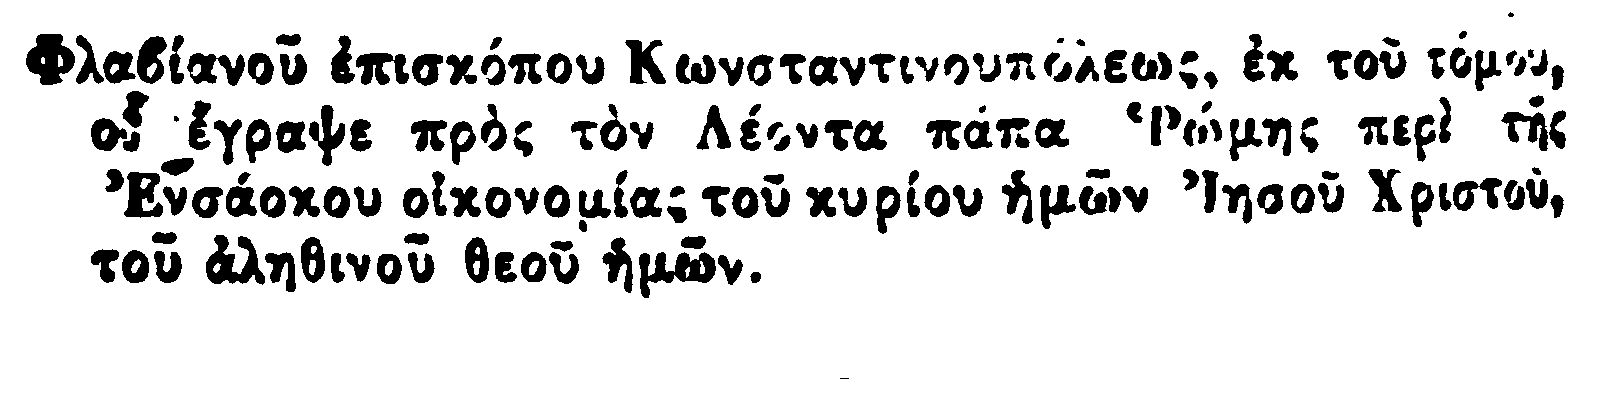 Φλαβίανοῦ ἐπισκόπου Κωνσταντινουπόλεως, ἐκ τοῦ τόμου,
οὗ ἔγραψε πρὸς τὸν Λέοντα πάπα Ῥώμης περὶ τῆς
Ἐνσάρκου οἰκονομίας τοῦ κυρίου ἡμῶν Ἰησοῦ Χριστοῦ,
τοῦ ἀληθινοῦ θεοῦ ἡμῶν.